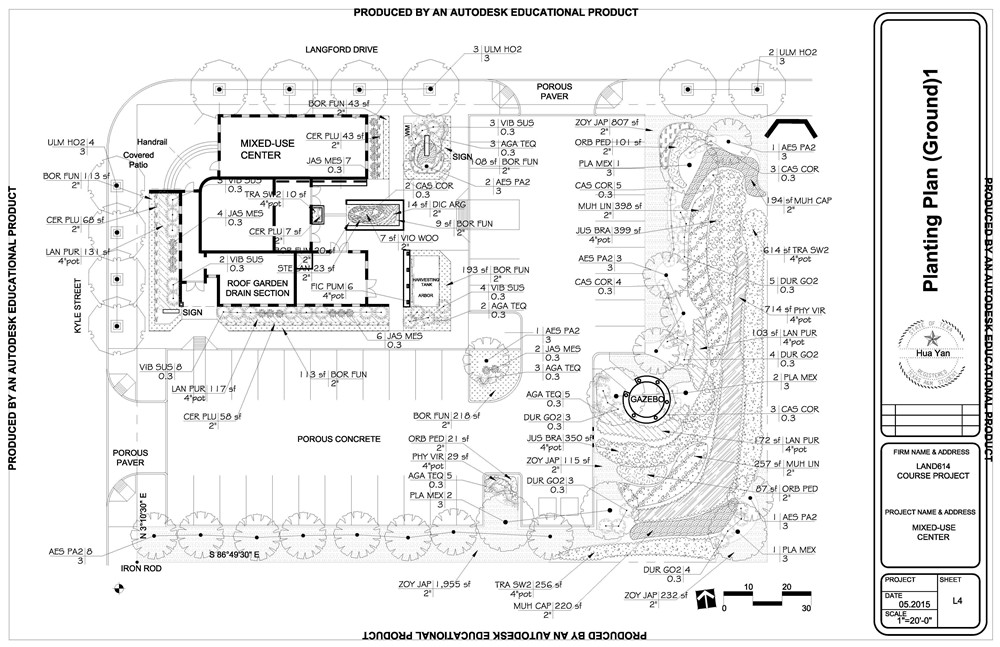 PRODUCED BY AN AUTODESK EDUCATIONAL PRODUCT
LANGFORD DRIVE
3 ULM HO2
3
2 ULM HO2
3
POROUS
PAVER
BOR FUN 43 sf
2"
CER PLU 43 sf
2"
JAS MES 7
0.3
MIXED-USE
CENTER
Handrail
Covered
Patio
ULM HO2 4
3
BOR FUN 113 sf
2"
CER PLU 68 sf
2"
LAN PUR 131 sf
4"pot
WM
3 VIB SUS
0.3
3 AGA TEQ
0.3
SIGN
108 sf BOR FUN
2"
2 AES PA2
3
2 CAS COR
0.3
14 sf DIC ARG
2"
9 sf BOR FUN
2"
7 sf VIO WOO
2"
3 VIB SUS
0.3
TRA SW2 10 sf
4"pot
4 JAS MES
0.3
CER PLU 7 sf
2"
2 VIB SUS
0.3
BOR FUN 20 sf
2"
23 sf
FIC PUM 6
4"pot
ROOF GARDEN
DRAIN SECTION
HARVESTING
TANK
ARBOR
193 sf BOR FUN
2"
4 VIB SUS
0.3
2 AGA TEQ
0.3
SIGN
KYLE STREET
6 JAS MES
0.3
VIB SUS 8
0.3
LAN PUR 117 sf
4"pot
CER PLU 58 sf
2"
113 sf BOR FUN
2"
1 AES PA2
3
2 JAS MES
0.3
3 AGA TEQ
0.3
ZOY JAP 807 sf
2"
ORB PED 101 sf
2"
PLA MEX 1
3
CAS COR 5
0.3
MUH LIN 398 sf
2"
JUS BRA 399 sf
4"pot
AES PA2 3
3
CAS COR 4
0.3
1 AES PA2
3
3 CAS COR
0.3
194 sf MUH CAP
2"
614 sf TRA SW2
4"pot
5 DUR GO2
0.3
714 sf PHY VIR
4"pot
103 sf LAN PUR
4"pot
4 DUR GO2
0.3
2 PLA MEX
3
3 CAS COR
0.3
172 sf LAN PUR
4"pot
257 sf MUH LIN
2"
87 sf ORB PED
2"
1 AES PA2
3
1 PLA MEX
3
GAZEBO
AGA TEQ 5
0.3
DUR GO2 3
0.3
JUS BRA 350 sf
4"pot
ZOY JAP 115 sf
2"
DUR GO2 3
0.3
BOR FUN 218 sf
2"
ORB PED 21 sf
2"
PHY VIR 29 sf
4"pot
AGA TEQ 5
0.3
PLA MEX 2
3
POROUS CONCRETE
POROUS
PAVER
N 3°10'30" E
S 86°49'30" E
AES PA2 8
3
IRON ROD
ZOY JAP 1,955 sf
2"
TRA SW2 256 sf
4"pot
MUH CAP 220 sf
2"
DUR GO2 4
0.3
ZOY JAP 232 sf
2"
10 20
0 30
PRODUCED BY AN AUTODESK EDUCATIONAL PRODUCT
PRODUCED BY AN AUTODESK EDUCATIONAL PRODUCT
PRODUCED BY AN AUTODESK EDUCATIONAL PRODUCT
Planting Plan (Ground)1
Hua Yan
FIRM NAME & ADDRESS
LAND614
COURSE PROJECT
PROJECT NAME & ADDRESS
MIXED-USE
CENTER
PROJECT
SHEET
DATE
05.2015
L4
SCALE
1"=20'-0"